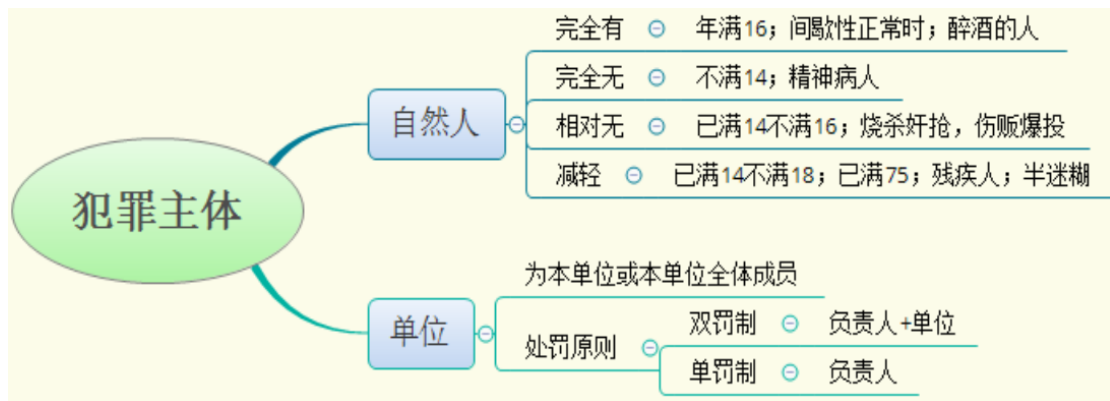 犯罪主体
自然人
完全有 年满16；间歇性正常时；醉酒的人
完全无 不满14；精神病人
相对无 已满14不满16；烧杀奸抢，伤贩爆投
减轻 已满14不满18；已满75；残疾人；半迷糊
单位
为本单位或本单位全体成员
处罚原则
双罚制 负责人+单位
单罚制 负责人